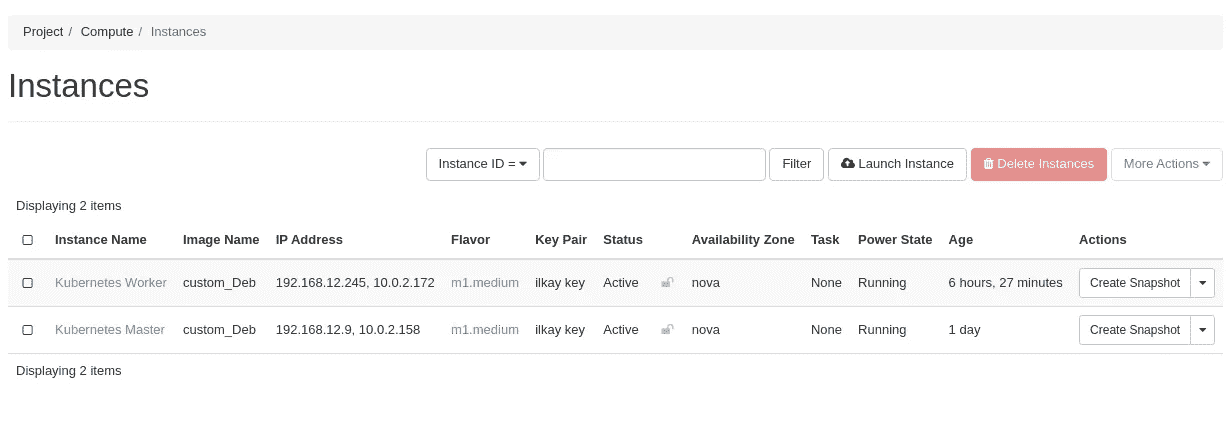 Project / Compute / Instances
Instances
Instance ID = Filter Launch Instance Delete Instances More Actions
Displaying 2 items
Instance Name Image Name IP Address Flavor Key Pair Status Availability Zone Task Power State Age Actions
Kubernetes Worker custom_Deb 192.168.12.245, 10.0.2.172 m1.medium ilkay key Active nova None Running 6 hours, 27 minutes Create Snapshot
Kubernetes Master custom_Deb 192.168.12.9, 10.0.2.158 m1.medium ilkay key Active nova None Running 1 day Create Snapshot
Displaying 2 items